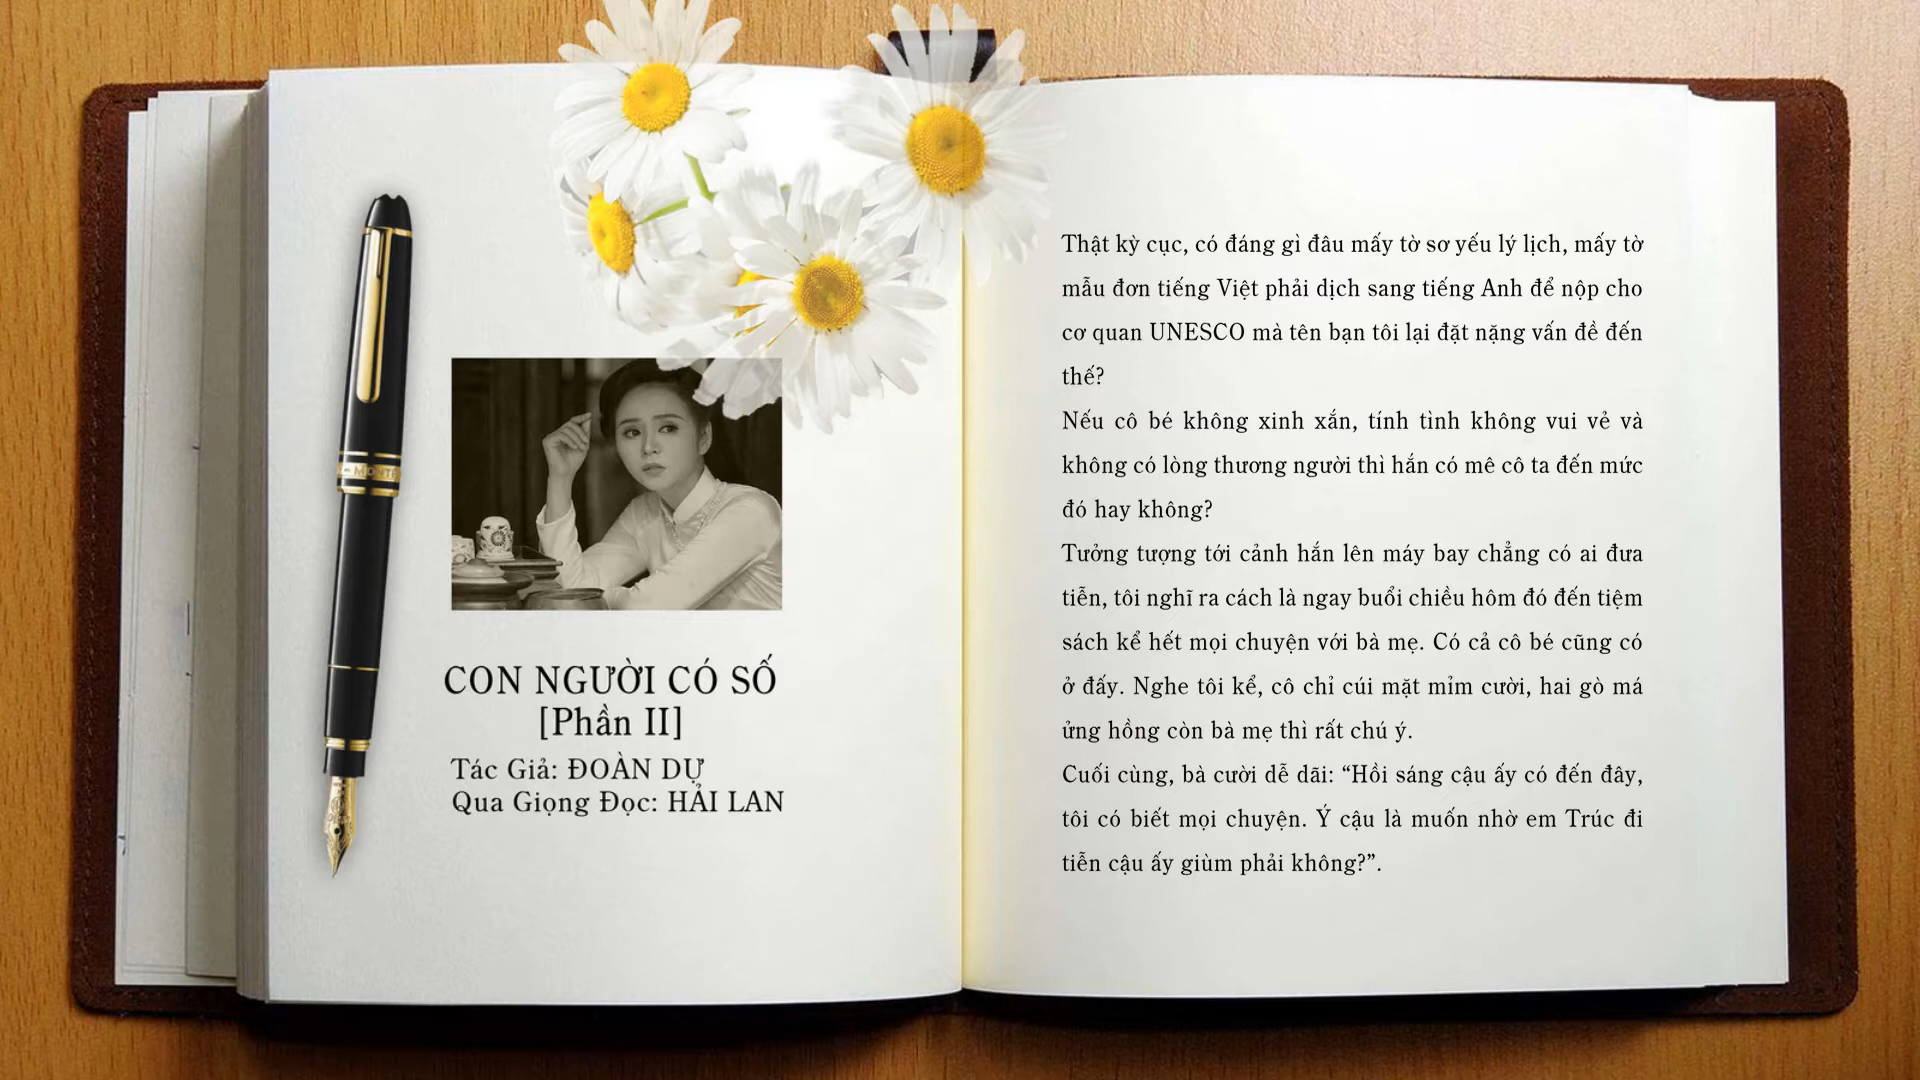 CON NGƯỜI CÓ SỐ
[Phần II]
Tác Giả: ĐOÀN DỰ
Qua Giọng Đọc: HẢI LAN
Thật kỳ cục, có đáng gì đâu mấy tờ sơ yếu lý lịch, mấy tờ
mẫu đơn tiếng Việt phải dịch sang tiếng Anh để nộp cho
cơ quan UNESCO mà tên bạn tôi lại đặt nặng vấn đề đến
thế?
Nếu cô bé không xinh xắn, tính tình không vui vẻ và
không có lòng thương người thì hắn có mê cô ta đến mức
đó hay không?
Tưởng tượng tới cảnh hắn lên máy bay chẳng có ai đưa
tiễn, tôi nghĩ ra cách là ngay buổi chiều hôm đó đến tiệm
sách kể hết mọi chuyện với bà mẹ. Có cả cô bé cũng có
ở đấy. Nghe tôi kể, cô chỉ cúi mặt mỉm cười, hai gò má
ửng hồng còn bà mẹ thì rất chú ý.
Cuối cùng, bà cười dễ dãi: “Hồi sáng cậu ấy có đến đây,
tôi có biết mọi chuyện. Ý cậu là muốn nhờ em Trúc đi
tiễn cậu ấy giùm phải không?”.